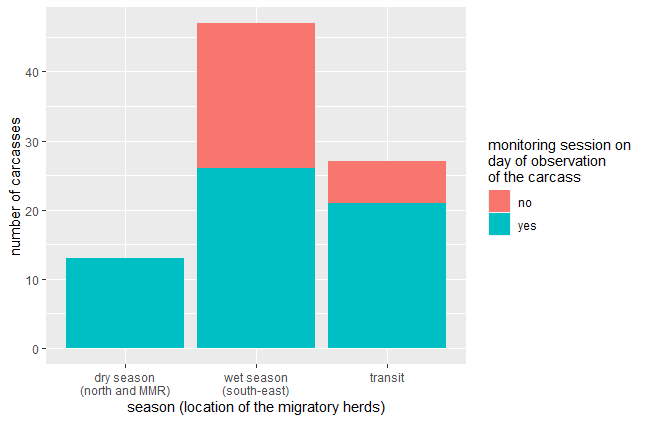 number of carcasses
40
30
20
10
0
dry season
(north and MMR)
wet season
(south-east)
transit
season (location of the migratory herds)
monitoring session on
day of observation
of the carcass
no
yes